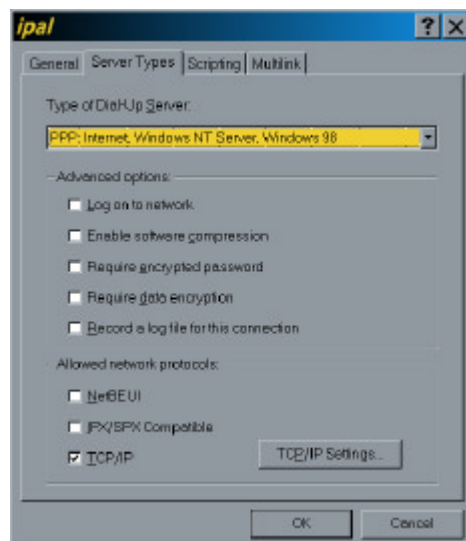 ipal
General Server Types Scripting Multilink
Type of Dial-Up Server:
PPP: Internet, Windows NT Server, Windows 98
Advanced options:
Log on to network
Enable software compression
Require encrypted password
Require data encryption
Record a log file for this connection
Allowed network protocols:
NetBEUI
IPX/SPX Compatible
TCP/IP TCP/IP Settings...
OK Cancel